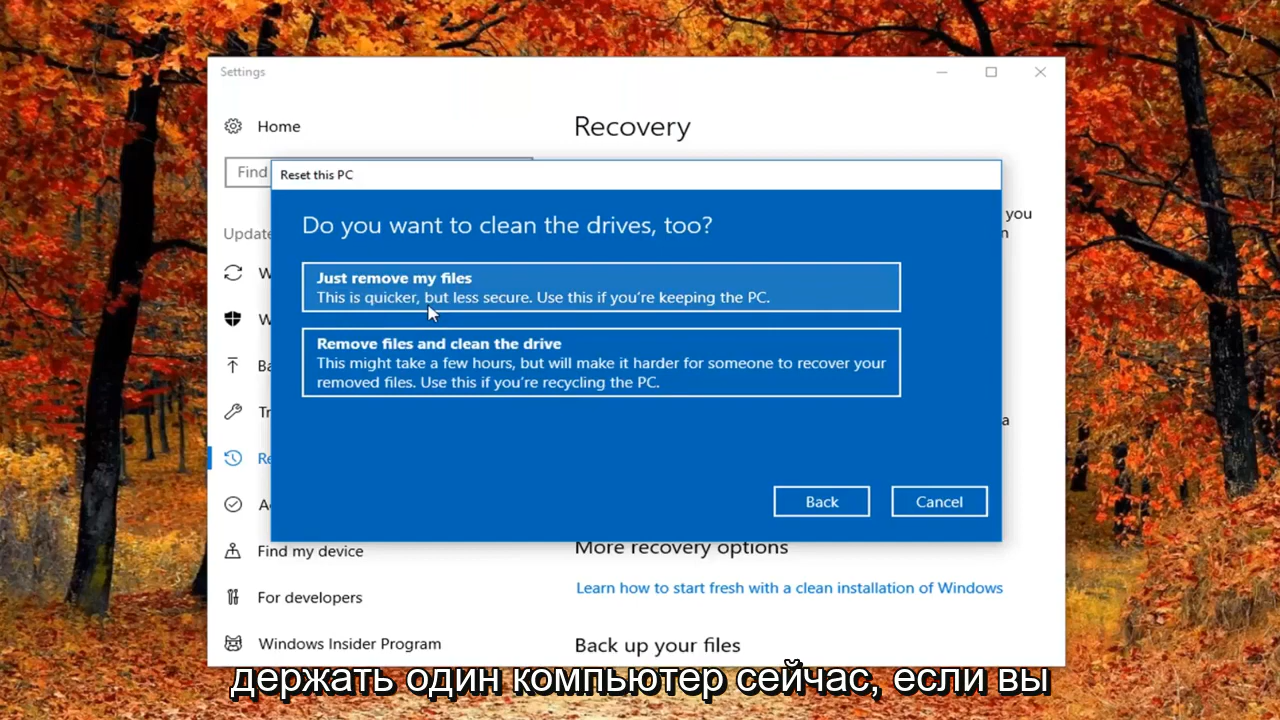 Settings
Home
Recovery
Find
Reset this PC
Do you want to clean the drives, too?
you
Update
n
Just remove my files
This is quicker, but less secure. Use this if you're keeping the PC.
W
W
Remove files and clean the drive
This might take a few hours, but will make it harder for someone to recover your
removed files. Use this if you're recycling the PC.
Ba
Tr
a
Re
Back
Cancel
A
Find my device
More recovery options
Learn how to start fresh with a clean installation of Windows
For developers
Windows Insider Program
Back up your files
держать один компьютер сейчас, если вы